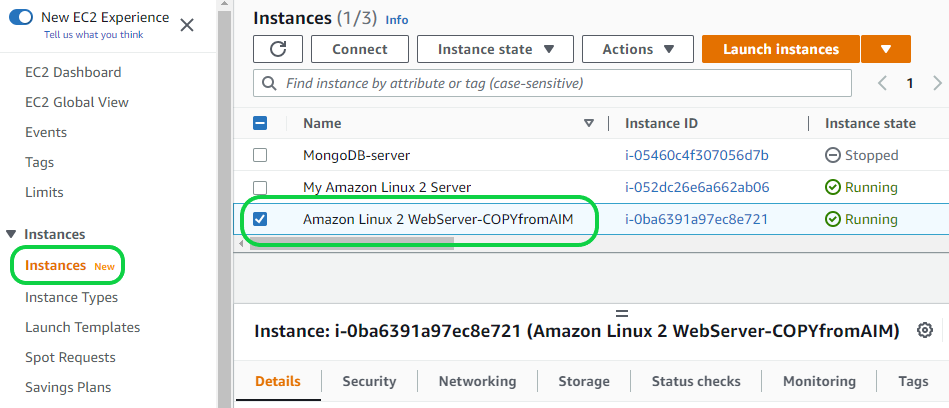 New EC2 Experience
Tell us what you think
EC2 Dashboard
EC2 Global View
Events
Tags
Limits
Instances
Instances New
Instance Types
Launch Templates
Spot Requests
Savings Plans
Instances (1/3) Info
Connect Instance state Actions Launch instances
Find instance by attribute or tag (case-sensitive) 1
Name Instance ID Instance state
MongoDB-server i-05460c4f307056d7b Stopped
My Amazon Linux 2 Server i-052dc26e6a662ab06 Running
Amazon Linux 2 WebServer-COPYfromAIM i-0ba6391a97ec8e721 Running
Instance: i-0ba6391a97ec8e721 (Amazon Linux 2 WebServer-COPYfromAIM)
Details Security Networking Storage Status checks Monitoring Tags